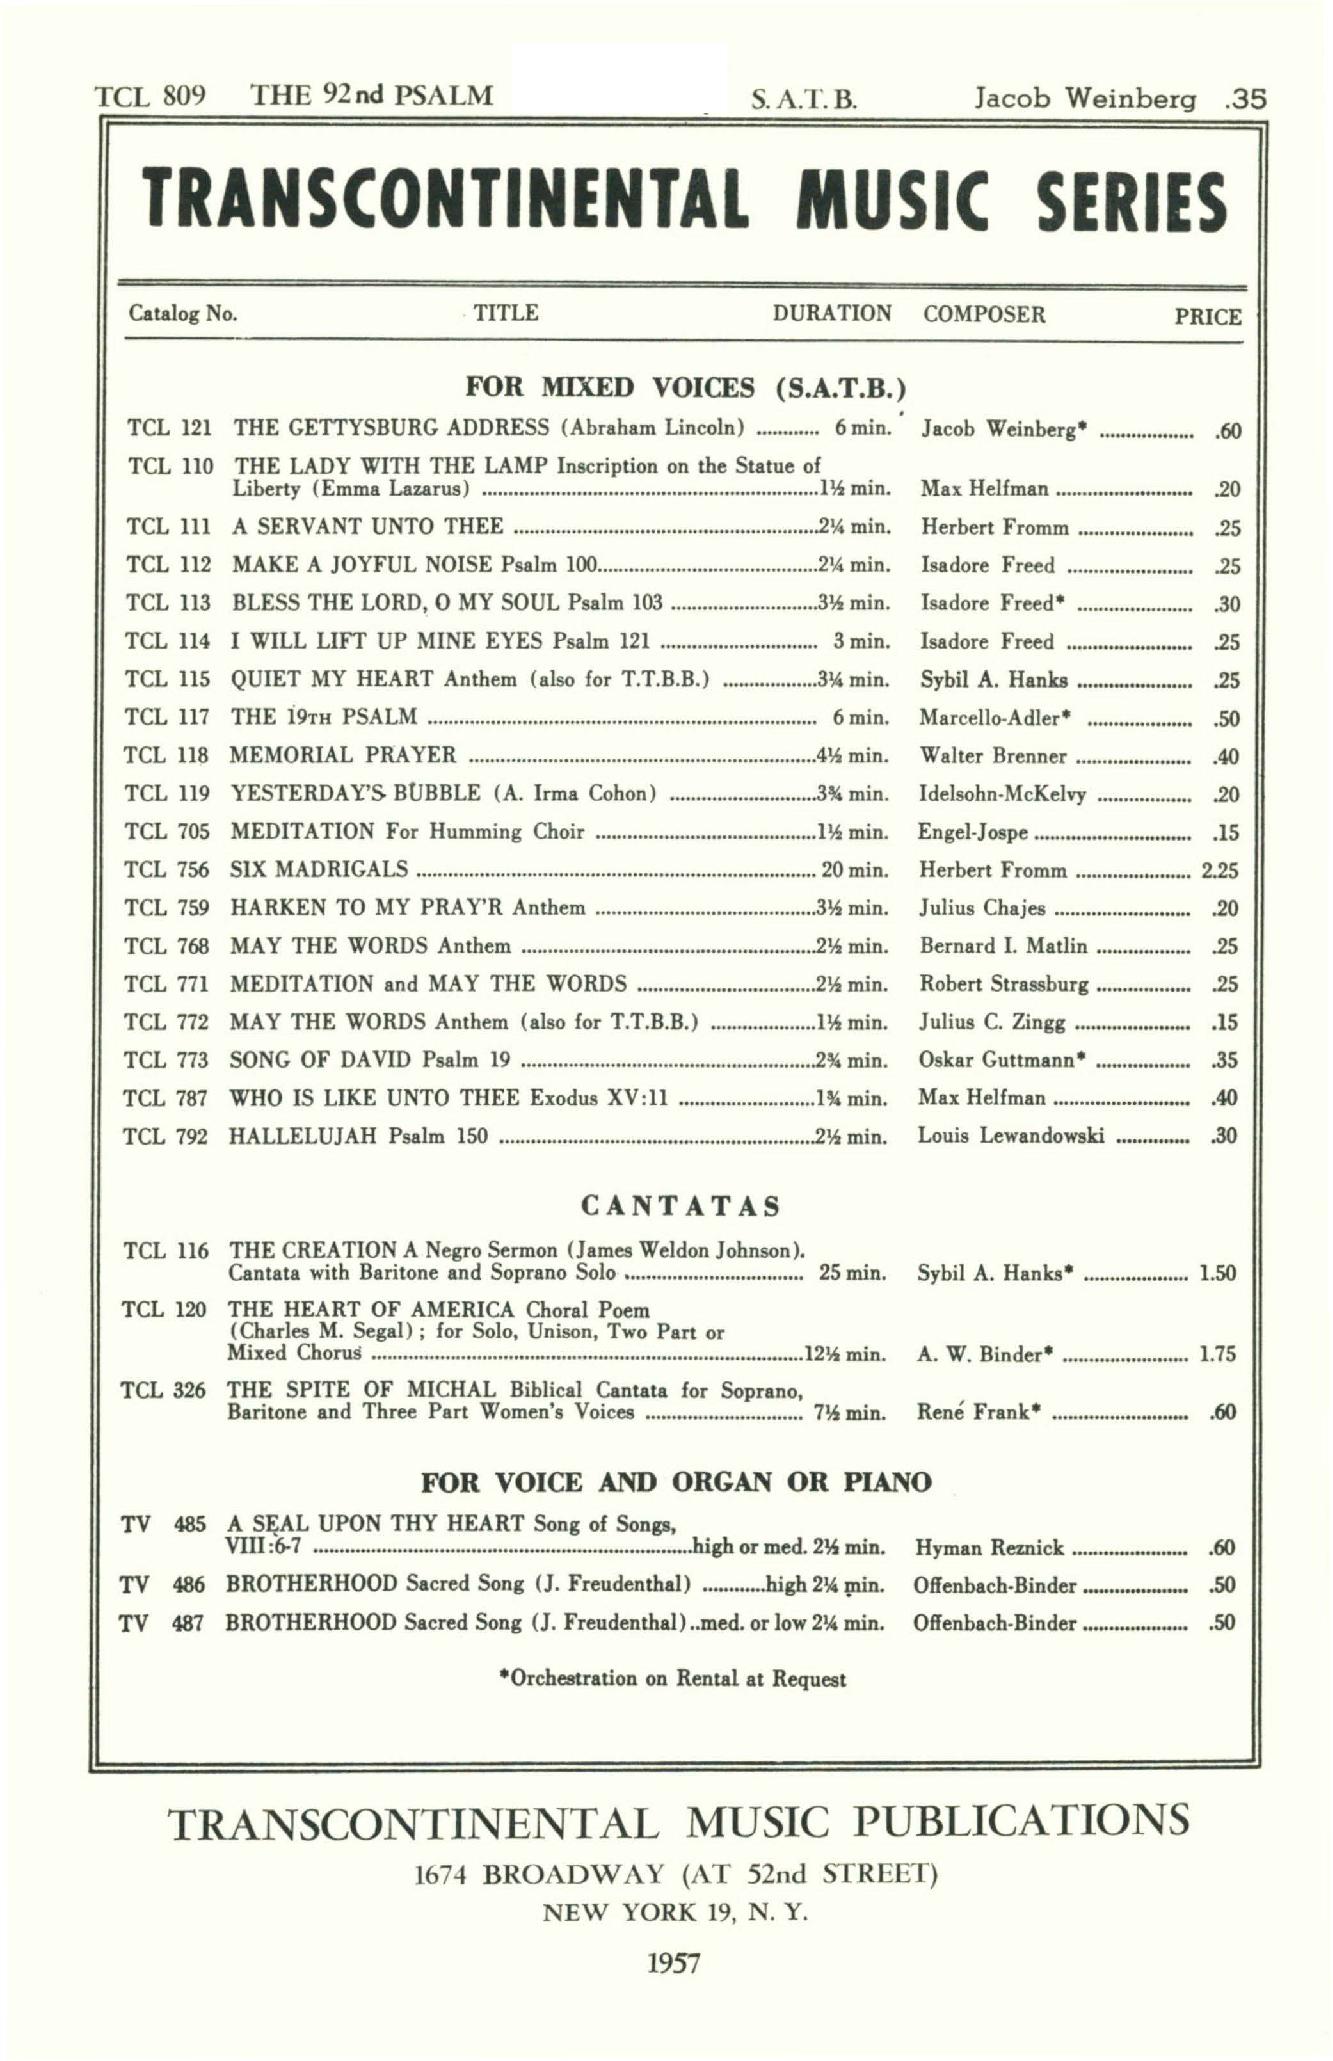 TCL 809 THE 92nd PSALM S.A.T.B. Jacob Weinberg .35
TRANSCONTINENTAL MUSIC SERIES
Catalog No. TITLE DURATION COMPOSER PRICE
FOR MIXED VOICES (S.A.T.B.)
TCL 121 THE GETTYSBURG ADDRESS (Abraham Lincoln) ............ 6 min. Jacob Weinberg* .................. .60
TCL 110 THE LADY WITH THE LAMP Inscription on the Statue of
Liberty (Emma Lazarus) ................................1½ min. Max Helfman .......................... .20
TCL 111 A SERVANT UNTO THEE ................................2¼ min. Herbert Fromm ...................... .25
TCL 112 MAKE A JOYFUL NOISE Psalm 100................................2¼ min. Isadore Freed ........................ .25
TCL 113 BLESS THE LORD, O MY SOUL Psalm 103 ............................3½ min. Isadore Freed* ...................... .30
TCL 114 I WILL LIFT UP MINE EYES Psalm 121 .............................. 3 min. Isadore Freed ........................ .25
TCL 115 QUIET MY HEART Anthem (also for T.T.B.B.) ..................3¼ min. Sybil A. Hanks ...................... .25
TCL 117 THE 19TH PSALM ................................ 6 min. Marcello-Adler* .................... .50
TCL 118 MEMORIAL PRAYER ................................4½ min. Walter Brenner ...................... .40
TCL 119 YESTERDAY'S BUBBLE (A. Irma Cohon) ............................3¾ min. Idelsohn-McKelvy .................. .20
TCL 705 MEDITATION For Humming Choir ................................1½ min. Engel-Jospe .............................. .15
TCL 756 SIX MADRIGALS ................................ 20 min. Herbert Fromm ...................... 2.25
TCL 759 HARKEN TO MY PRAY'R Anthem ................................3½ min. Julius Chajes .......................... .20
TCL 768 MAY THE WORDS Anthem ................................2½ min. Bernard I. Matlin .................. .25
TCL 771 MEDITATION and MAY THE WORDS ................................2½ min. Robert Strassburg .................. .25
TCL 772 MAY THE WORDS Anthem (also for T.T.B.B.) ....................1½ min. Julius C. Zingg ...................... .15
TCL 773 SONG OF DAVID Psalm 19 ................................2¾ min. Oskar Guttmann* .................. .35
TCL 787 WHO IS LIKE UNTO THEE Exodus XV:11 ..........................1¾ min. Max Helfman .......................... .40
TCL 792 HALLELUJAH Psalm 150 ................................2½ min. Louis Lewandowski .............. .30
CANTATAS
TCL 116 THE CREATION A Negro Sermon (James Weldon Johnson).
Cantata with Baritone and Soprano Solo ................................ 25 min. Sybil A. Hanks* .................... 1.50
TCL 120 THE HEART OF AMERICA Choral Poem
(Charles M. Segal) ; for Solo, Unison, Two Part or
Mixed Chorus ................................12½ min. A. W. Binder* ........................ 1.75
TCL 326 THE SPITE OF MICHAL Biblical Cantata for Soprano,
Baritone and Three Part Women's Voices .............................. 7½ min. René Frank* .......................... .60
FOR VOICE AND ORGAN OR PIANO
TV 485 A SEAL UPON THY HEART Song of Songs,
VIII:6-7 ................................high or med. 2½ min. Hyman Reznick ...................... .60
TV 486 BROTHERHOOD Sacred Song (J. Freudenthal) ............high 2¼ min. Offenbach-Binder .................... .50
TV 487 BROTHERHOOD Sacred Song (J. Freudenthal)..med. or low 2¼ min. Offenbach-Binder .................... .50
*Orchestration on Rental at Request
TRANSCONTINENTAL MUSIC PUBLICATIONS
1674 BROADWAY (AT 52nd STREET)
NEW YORK 19, N. Y.
1957